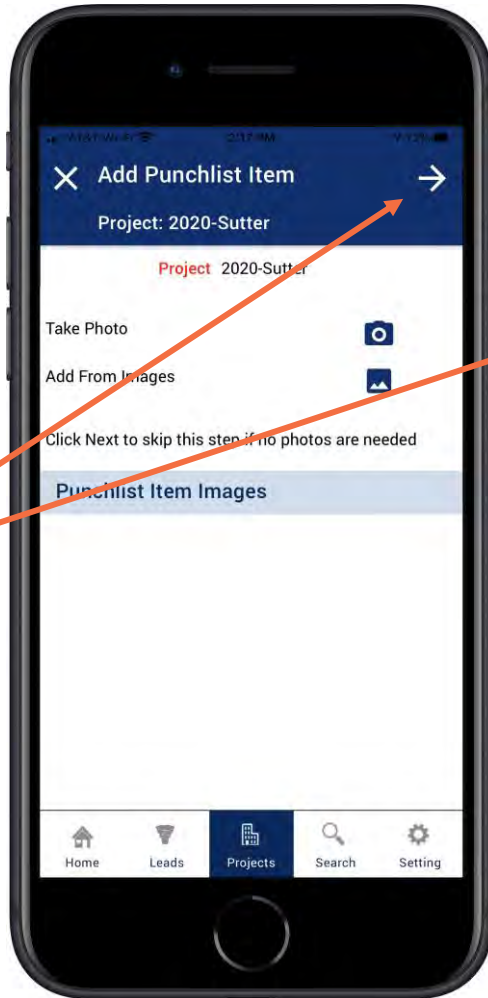 Add Punchlist Item
Project: 2020-Sutter
Project 2020-Sutter
Take Photo
Add From Images
Click Next to skip this step if no photos are needed
Punchlist Item Images
Home Leads Projects Search Setting